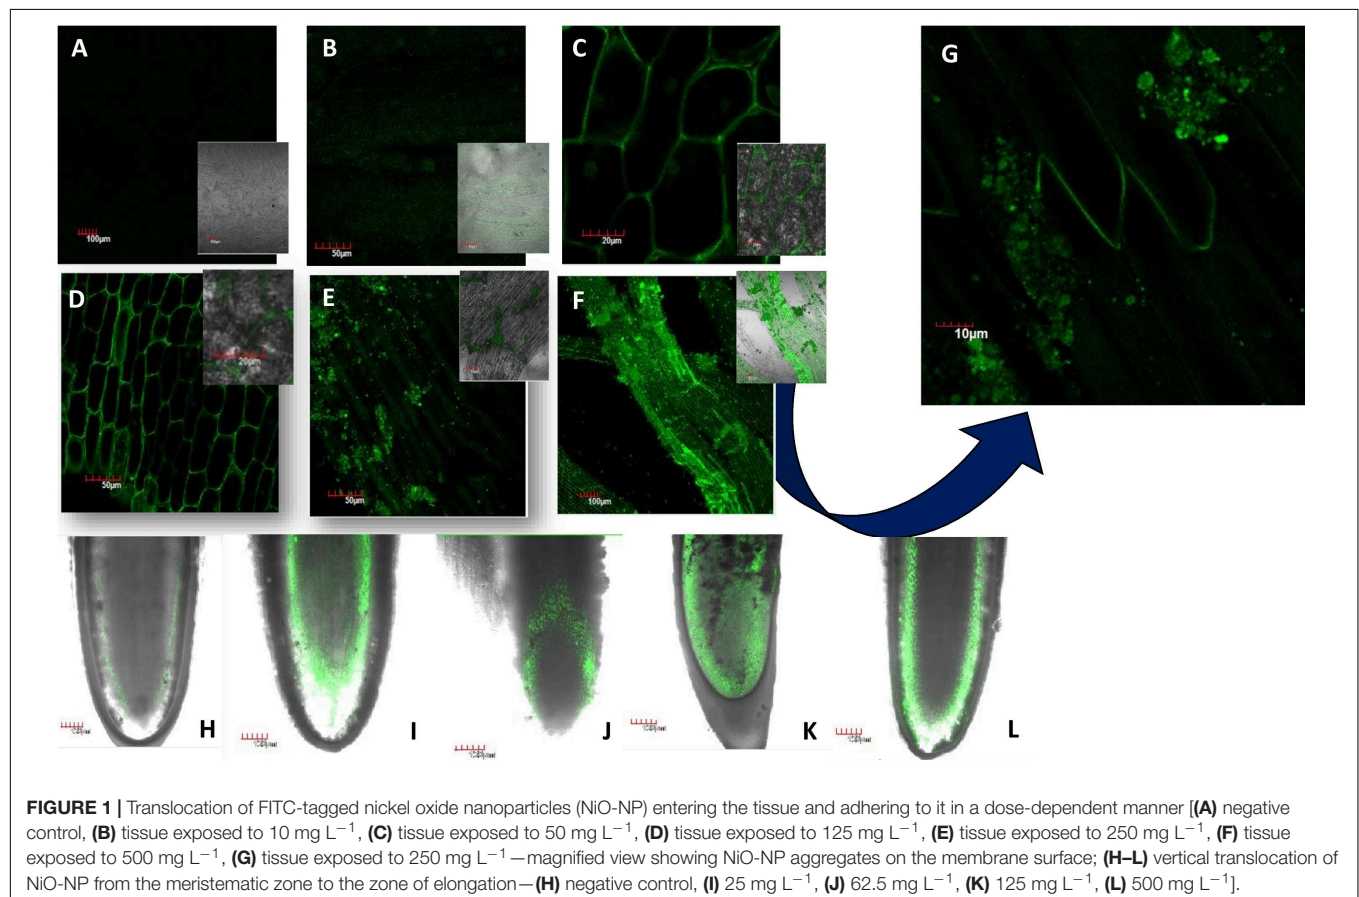 A
B
C
G
100µm
50µm
20µm
10µm
D
E
F
20µm
50µm
50µm
100µm
H
I
J
K
L
FIGURE 1 | Translocation of FITC-tagged nickel oxide nanoparticles (NiO-NP) entering the tissue and adhering to it in a dose-dependent manner [(A) negative
control, (B) tissue exposed to 10 mg L−1, (C) tissue exposed to 50 mg L−1, (D) tissue exposed to 125 mg L−1, (E) tissue exposed to 250 mg L−1, (F) tissue
exposed to 500 mg L−1, (G) tissue exposed to 250 mg L−1—magnified view showing NiO-NP aggregates on the membrane surface; (H–L) vertical translocation of
NiO-NP from the meristematic zone to the zone of elongation—(H) negative control, (I) 25 mg L−1, (J) 62.5 mg L−1, (K) 125 mg L−1, (L) 500 mg L−1].